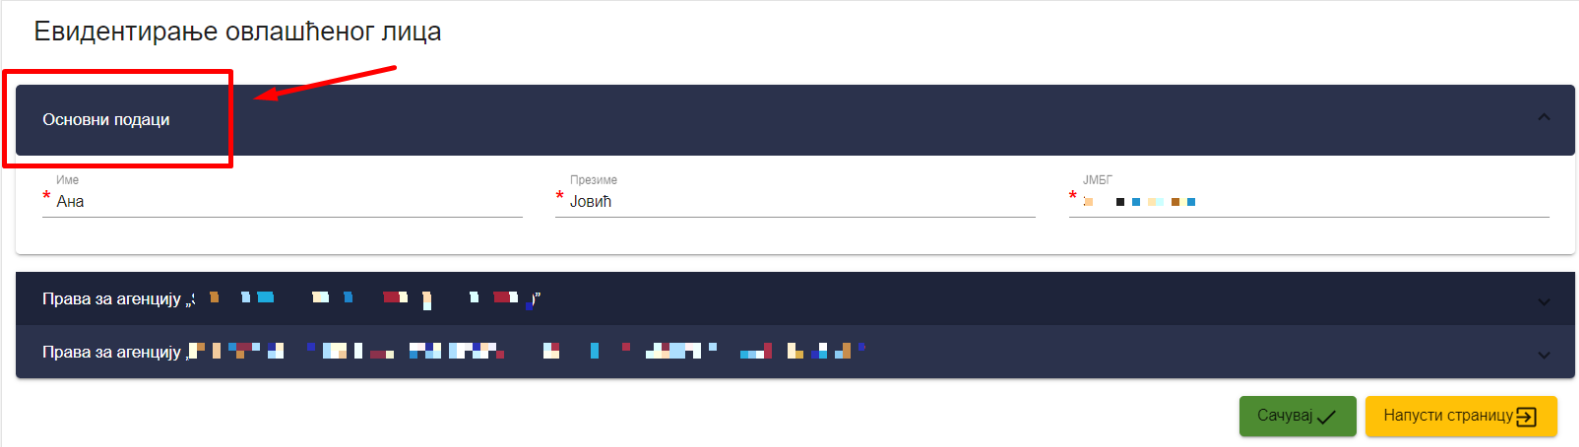 Евидентирање овлашћеног лица
Основни подаци
Име
Презиме
ЈМБГ
* Ана
* Јовић
*
Права за агенцију „
Права за агенцију
Сачувај
Напусти страницу